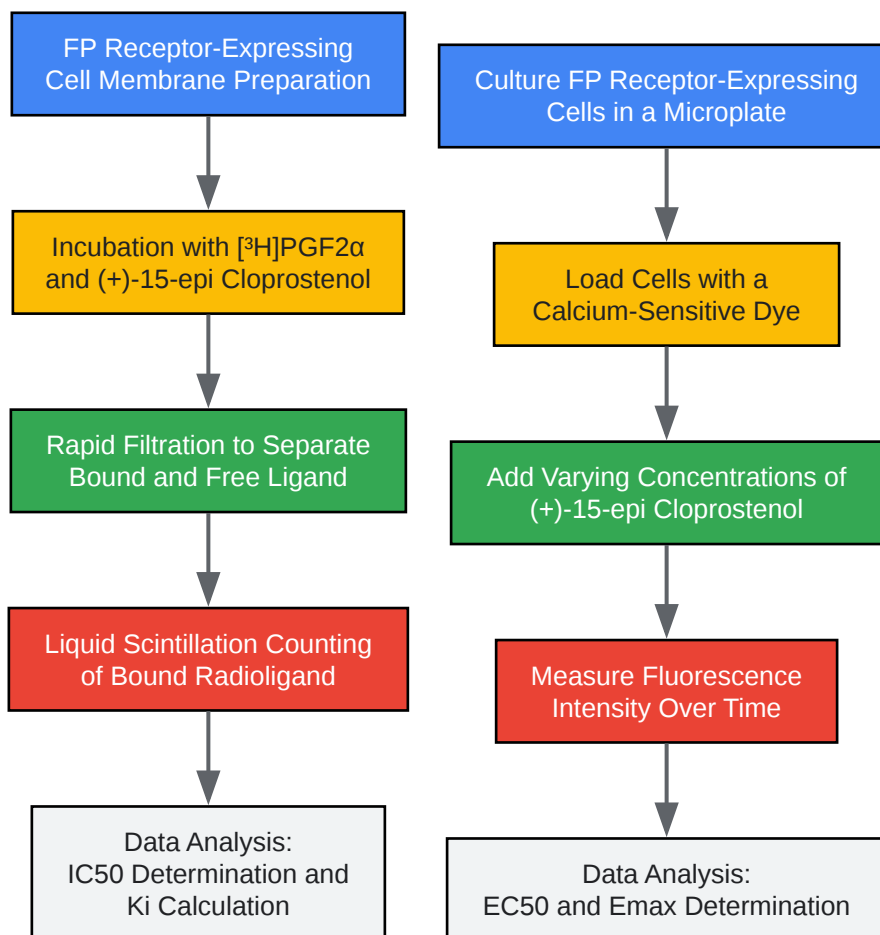 FP Receptor-Expressing
Cell Membrane Preparation
Incubation with [³H]PGF2α
and (+)-15-epi Cloprostenol
Rapid Filtration to Separate
Bound and Free Ligand
Liquid Scintillation Counting
of Bound Radioligand
Data Analysis:
IC50 Determination and
Ki Calculation
Culture FP Receptor-Expressing
Cells in a Microplate
Load Cells with a
Calcium-Sensitive Dye
Add Varying Concentrations of
(+)-15-epi Cloprostenol
Measure Fluorescence
Intensity Over Time
Data Analysis:
EC50 and Emax Determination